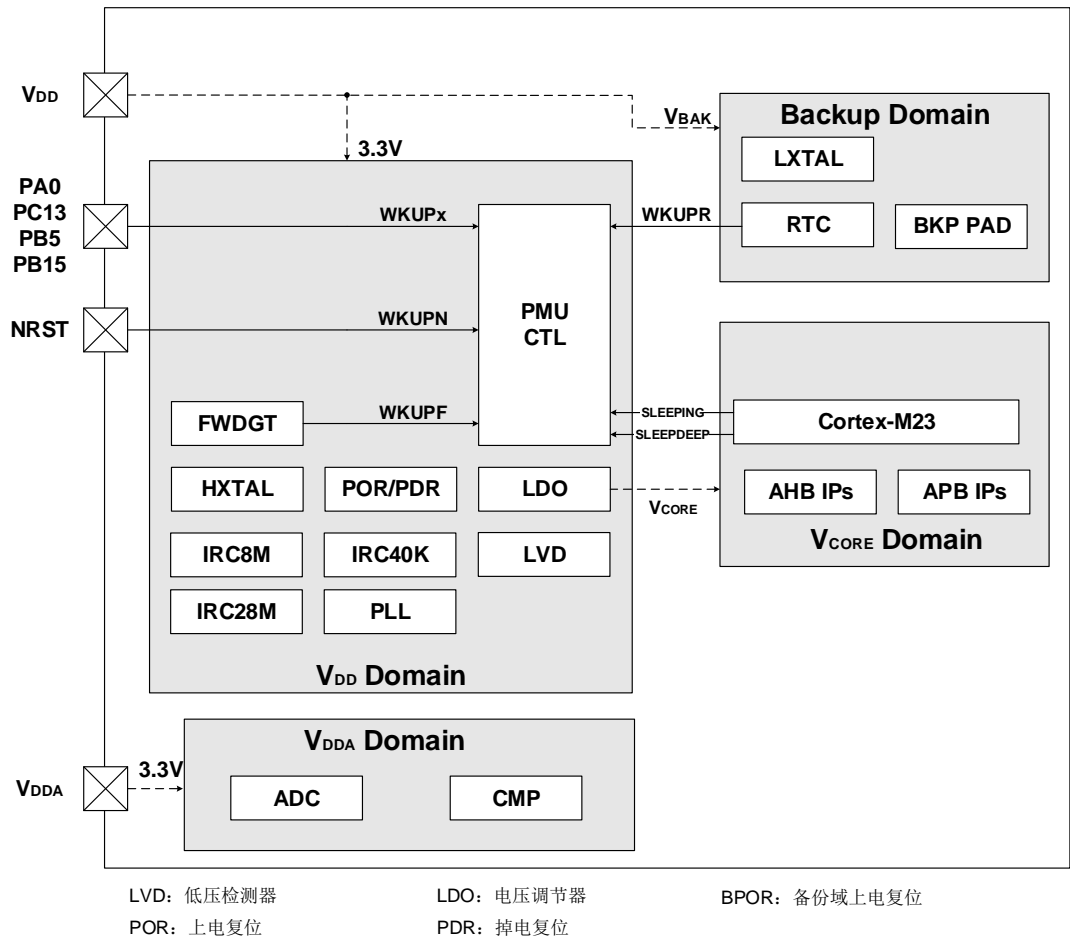 VDD
3.3V
VBAK
Backup Domain
LXTAL
RTC
BKP PAD
PA0
PC13
PB5
PB15
WKUPx
WKUPR
NRST
WKUPN
PMU
CTL
FWDGT
WKUPF
SLEEPING
SLEEPDEEP
Cortex-M23
HXTAL
POR/PDR
LDO
VCORE
AHB IPs
APB IPs
VCORE Domain
IRC8M
IRC40K
LVD
IRC28M
PLL
VDD Domain
VDDA Domain
VDDA
3.3V
ADC
CMP
LVD：低压检测器
LDO：电压调节器
BPOR：备份域上电复位
POR：上电复位
PDR：掉电复位